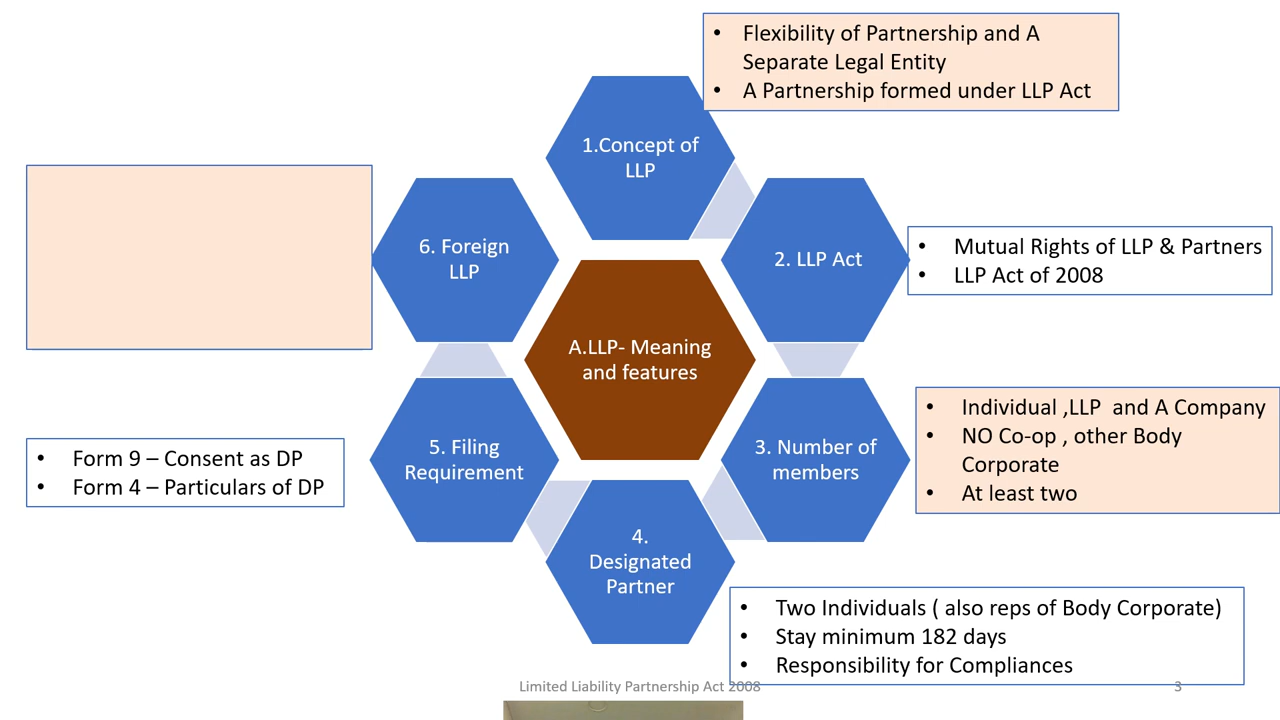 • Flexibility of Partnership and A
Separate Legal Entity
• A Partnership formed under LLP Act
1.Concept of
LLP
2. LLP Act
• Mutual Rights of LLP & Partners
• LLP Act of 2008
3. Number of
members
• Individual ,LLP and A Company
• NO Co-op , other Body
Corporate
• At least two
4.
Designated
Partner
• Two Individuals ( also reps of Body Corporate)
• Stay minimum 182 days
• Responsibility for Compliances
5. Filing
Requirement
• Form 9 – Consent as DP
• Form 4 – Particulars of DP
6. Foreign
LLP
A.LLP- Meaning
and features
Limited Liability Partnership Act 2008
3